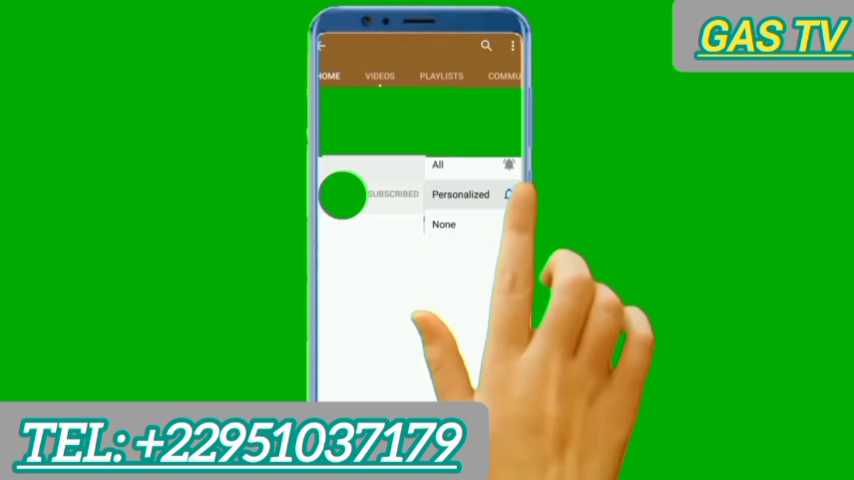 GAS TV
HOME VIDEOS PLAYLISTS COMMU
All
SUBSCRIBED Personalized
None
TEL: +22951037179